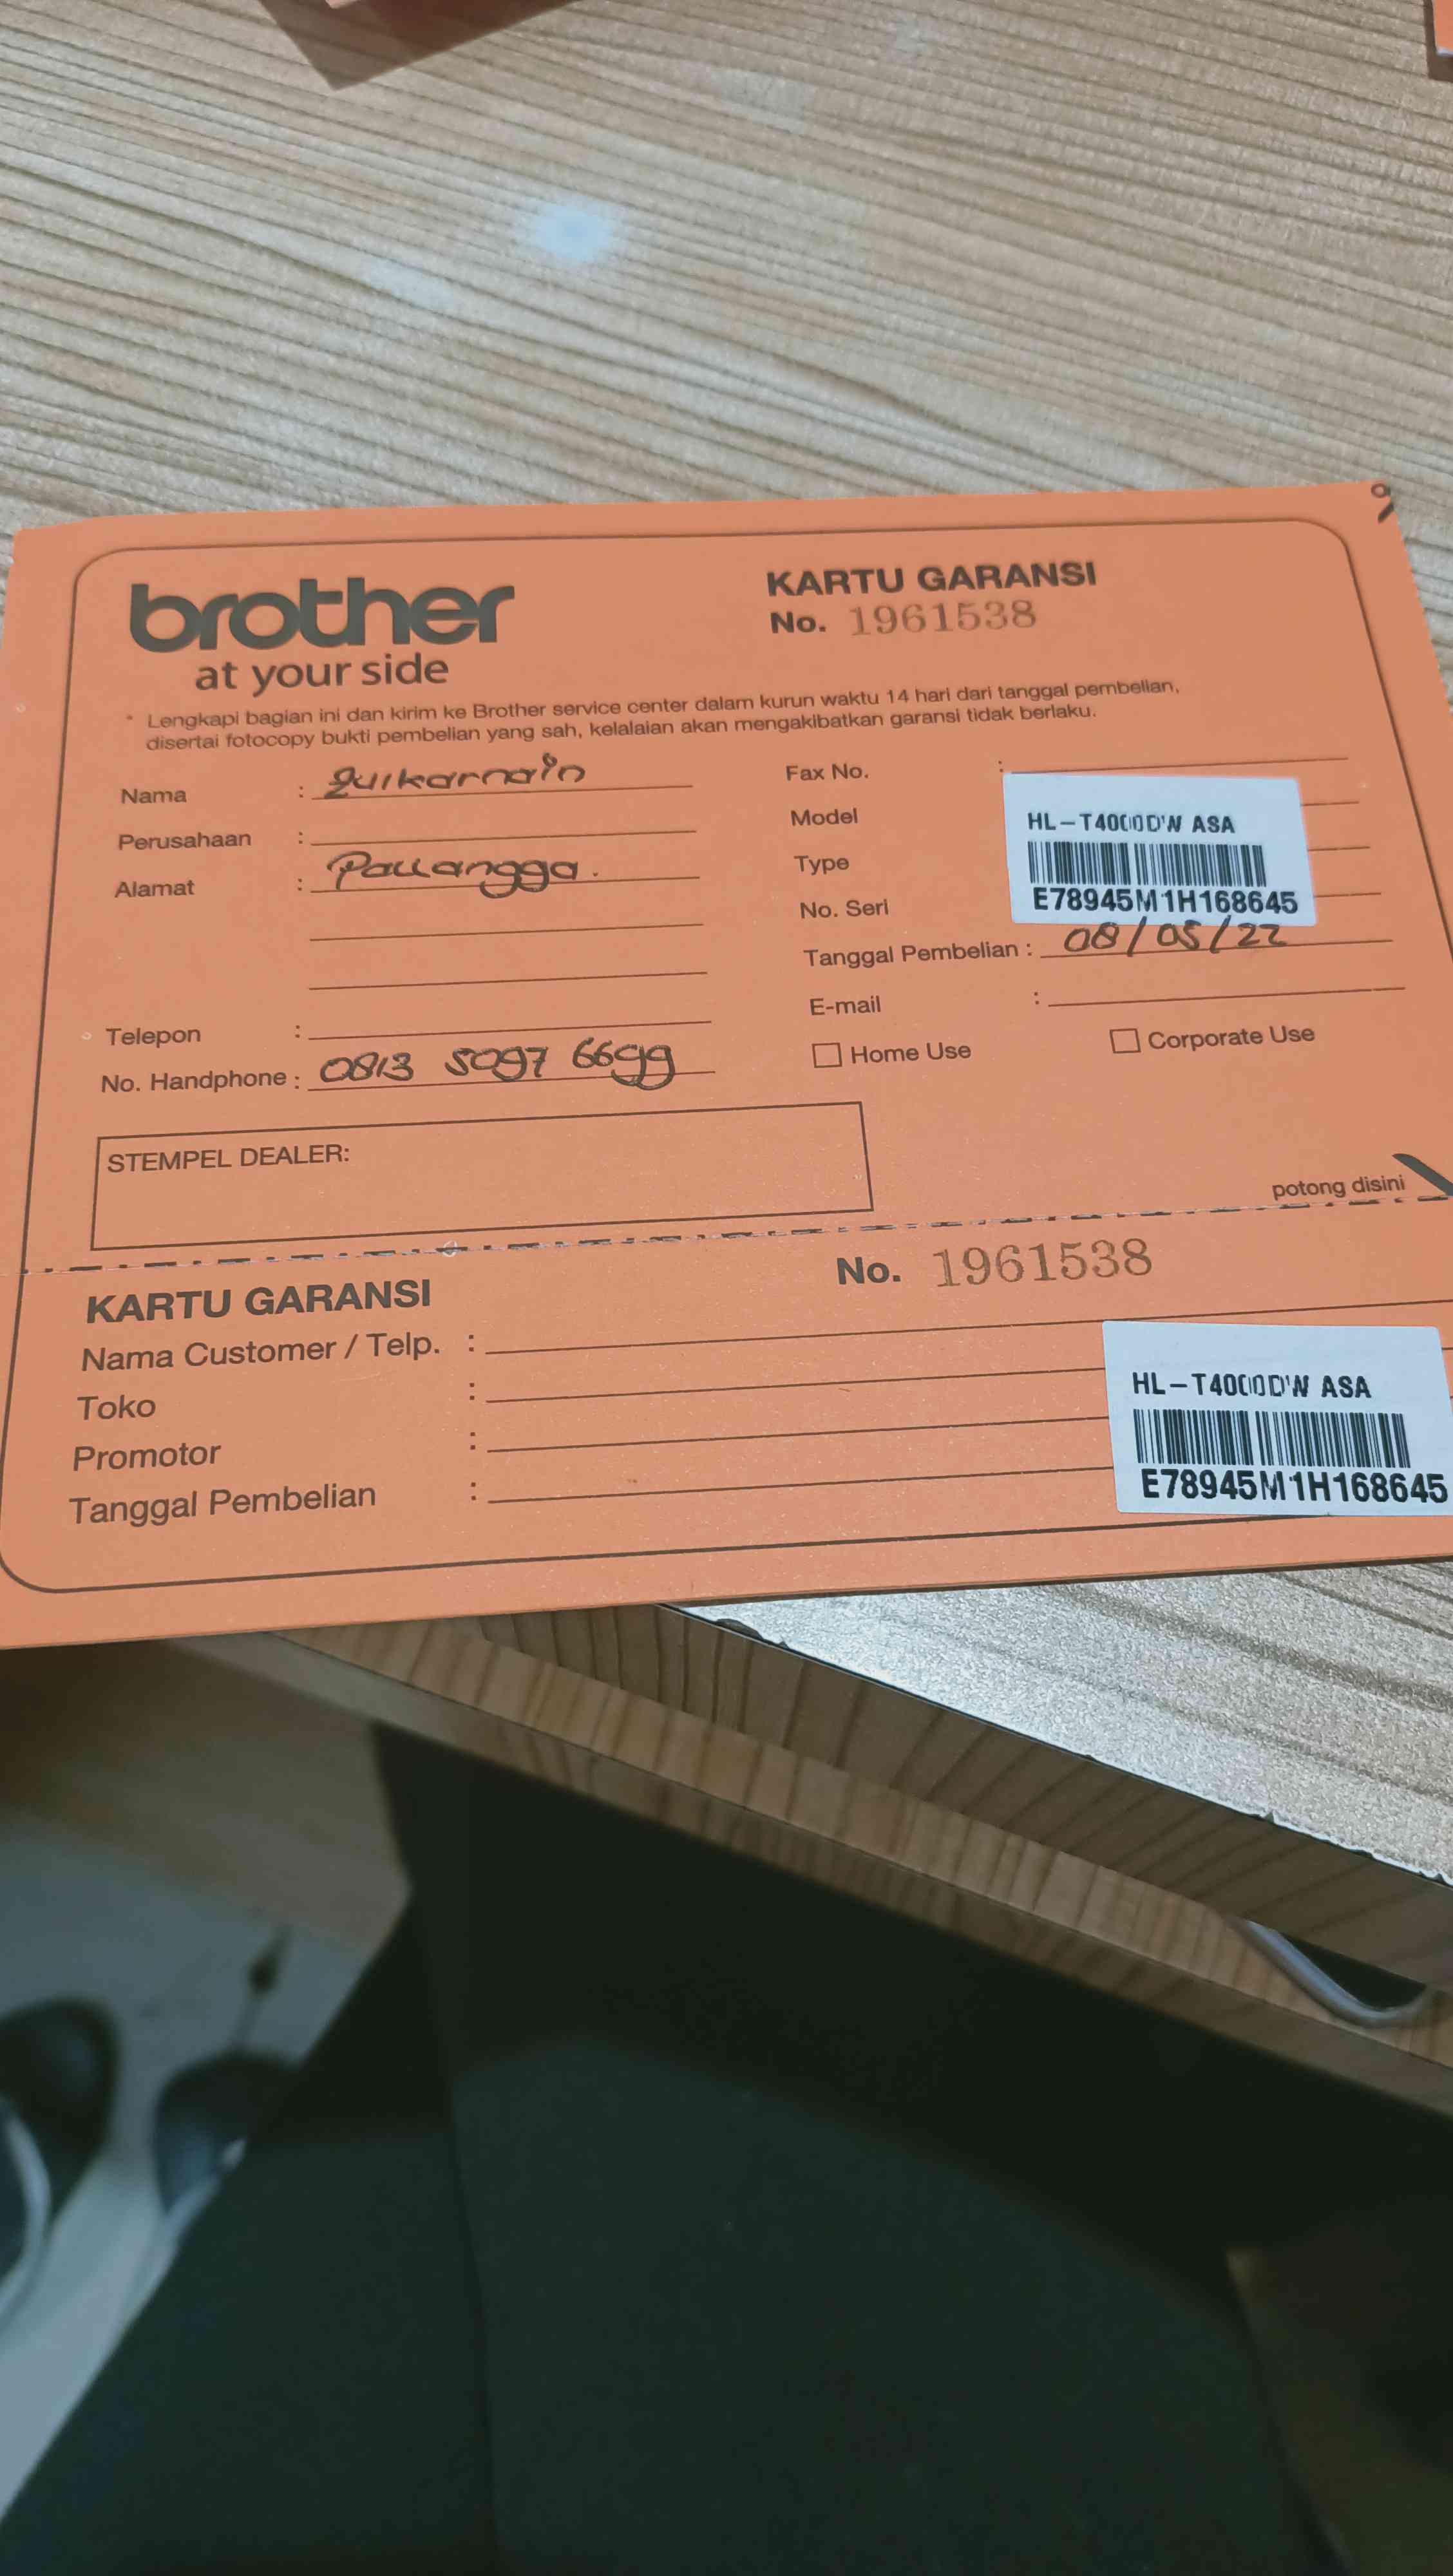 brother
at your side
KARTU GARANSI
No. 1961538
* Lengkapi bagian ini dan kirim ke Brother service center dalam kurun waktu 14 hari dari tanggal pembelian,
disertai fotocopy bukti pembelian yang sah, kelalaian akan mengakibatkan garansi tidak berlaku.
Nama : Zulkarnain
Perusahaan :
Alamat : Pallangga.
Telepon :
No. Handphone : 0813 5097 6699
Fax No. :
Model
Type
No. Seri
HL-T4000DW ASA
E78945M1H168645
Tanggal Pembelian : 08/05/22
E-mail :
Home Use Corporate Use
STEMPEL DEALER:
potong disini
KARTU GARANSI No. 1961538
Nama Customer / Telp. :
Toko :
Promotor :
Tanggal Pembelian :
HL-T4000DW ASA
E78945M1H168645